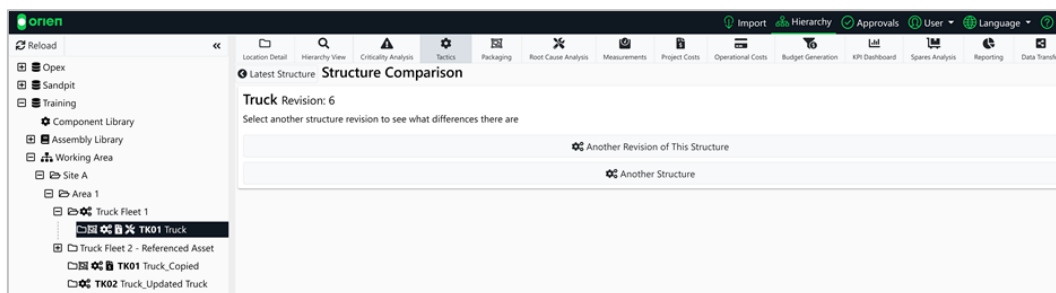 orien
Import Hierarchy Approvals User Language
Reload
Opex
Sandpit
Training
Component Library
Assembly Library
Working Area
Site A
Area 1
Truck Fleet 1
TK01 Truck
Truck Fleet 2 - Referenced Asset
TK01 Truck_Copied
TK02 Truck_Updated Truck
Location Detail Hierarchy View Criticality Analysis Tactics Packaging Root Cause Analysis Measurements Project Costs Operational Costs Budget Generation KPI Dashboard Spares Analysis Reporting Data
Latest Structure Structure Comparison
Truck Revision: 6
Select another structure revision to see what differences there are
Another Revision of This Structure
Another Structure